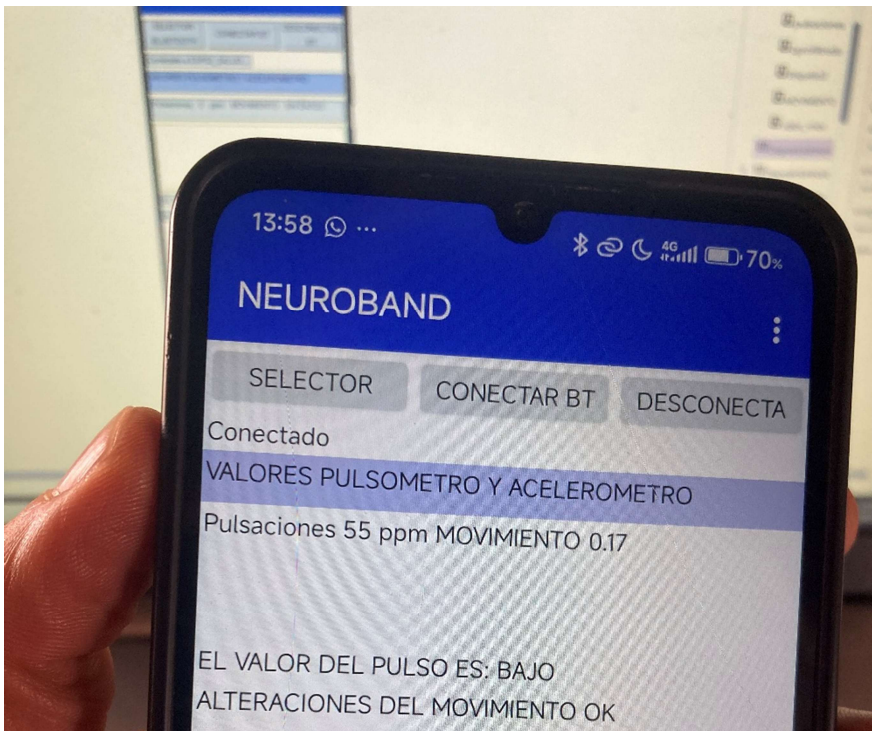 13:58 ... 4G 70%
NEUROBAND
SELECTOR CONECTAR BT DESCONECTA
Conectado
VALORES PULSOMETRO Y ACELEROMETRO
Pulsaciones 55 ppm MOVIMIENTO 0.17
EL VALOR DEL PULSO ES: BAJO
ALTERACIONES DEL MOVIMIENTO OK